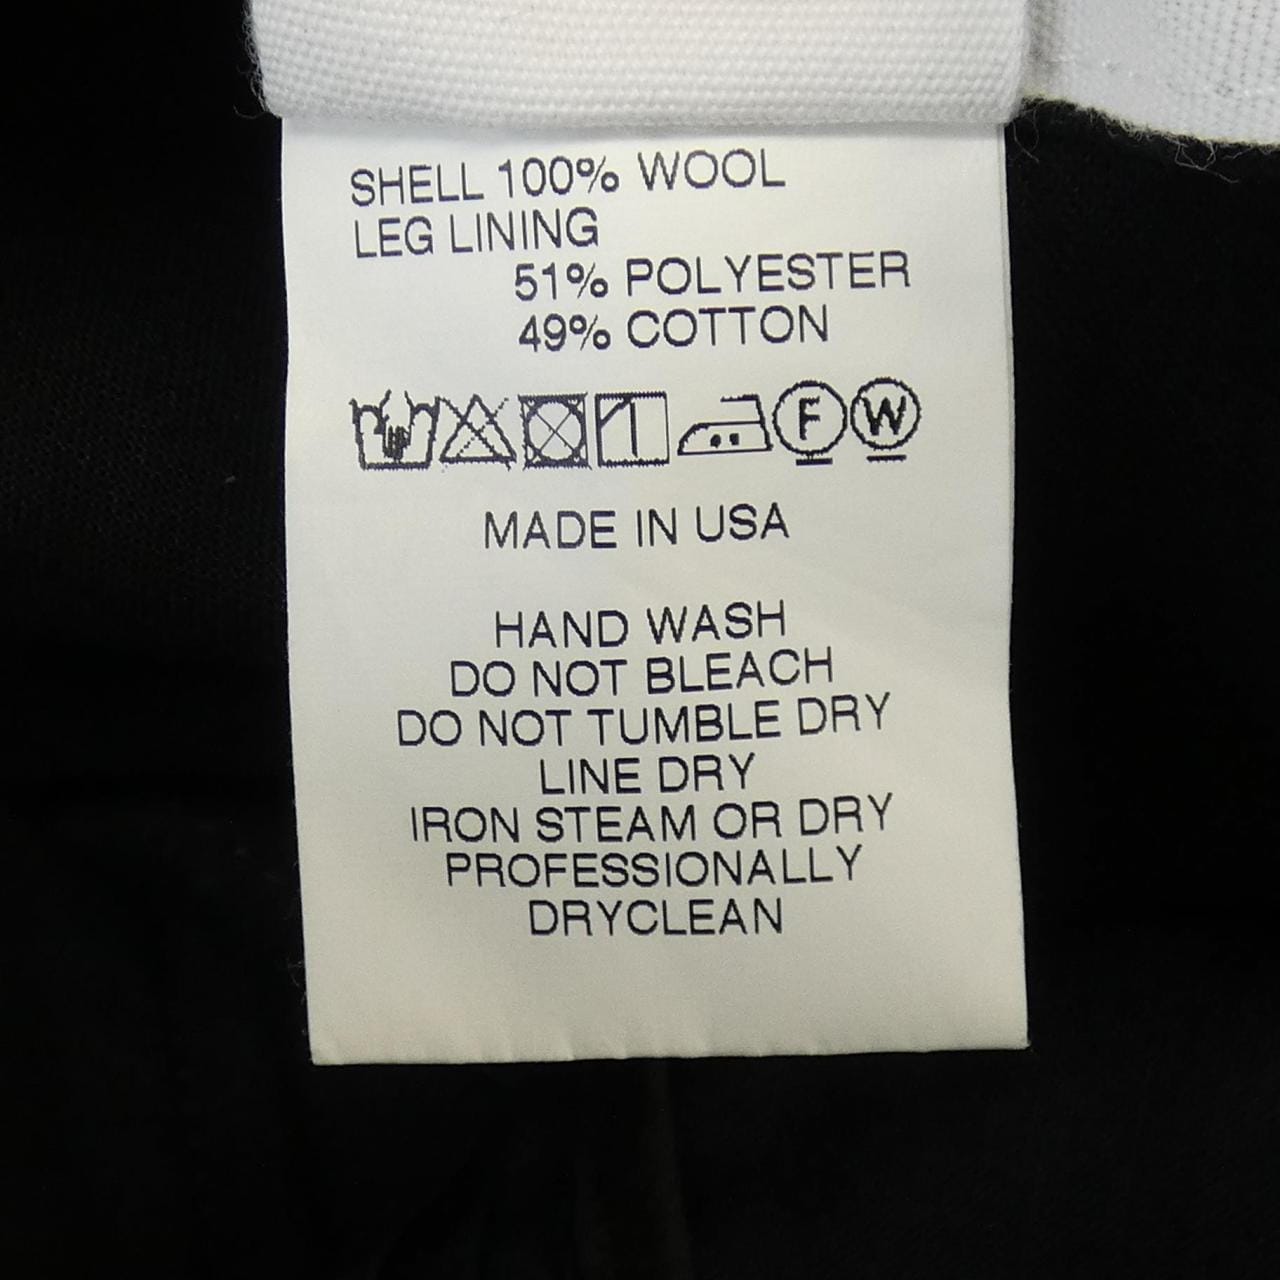 SHELL 100% WOOL
LEG LINING
51% POLYESTER
49% COTTON
F W
MADE IN USA
HAND WASH
DO NOT BLEACH
DO NOT TUMBLE DRY
LINE DRY
IRON STEAM OR DRY
PROFESSIONALLY
DRYCLEAN